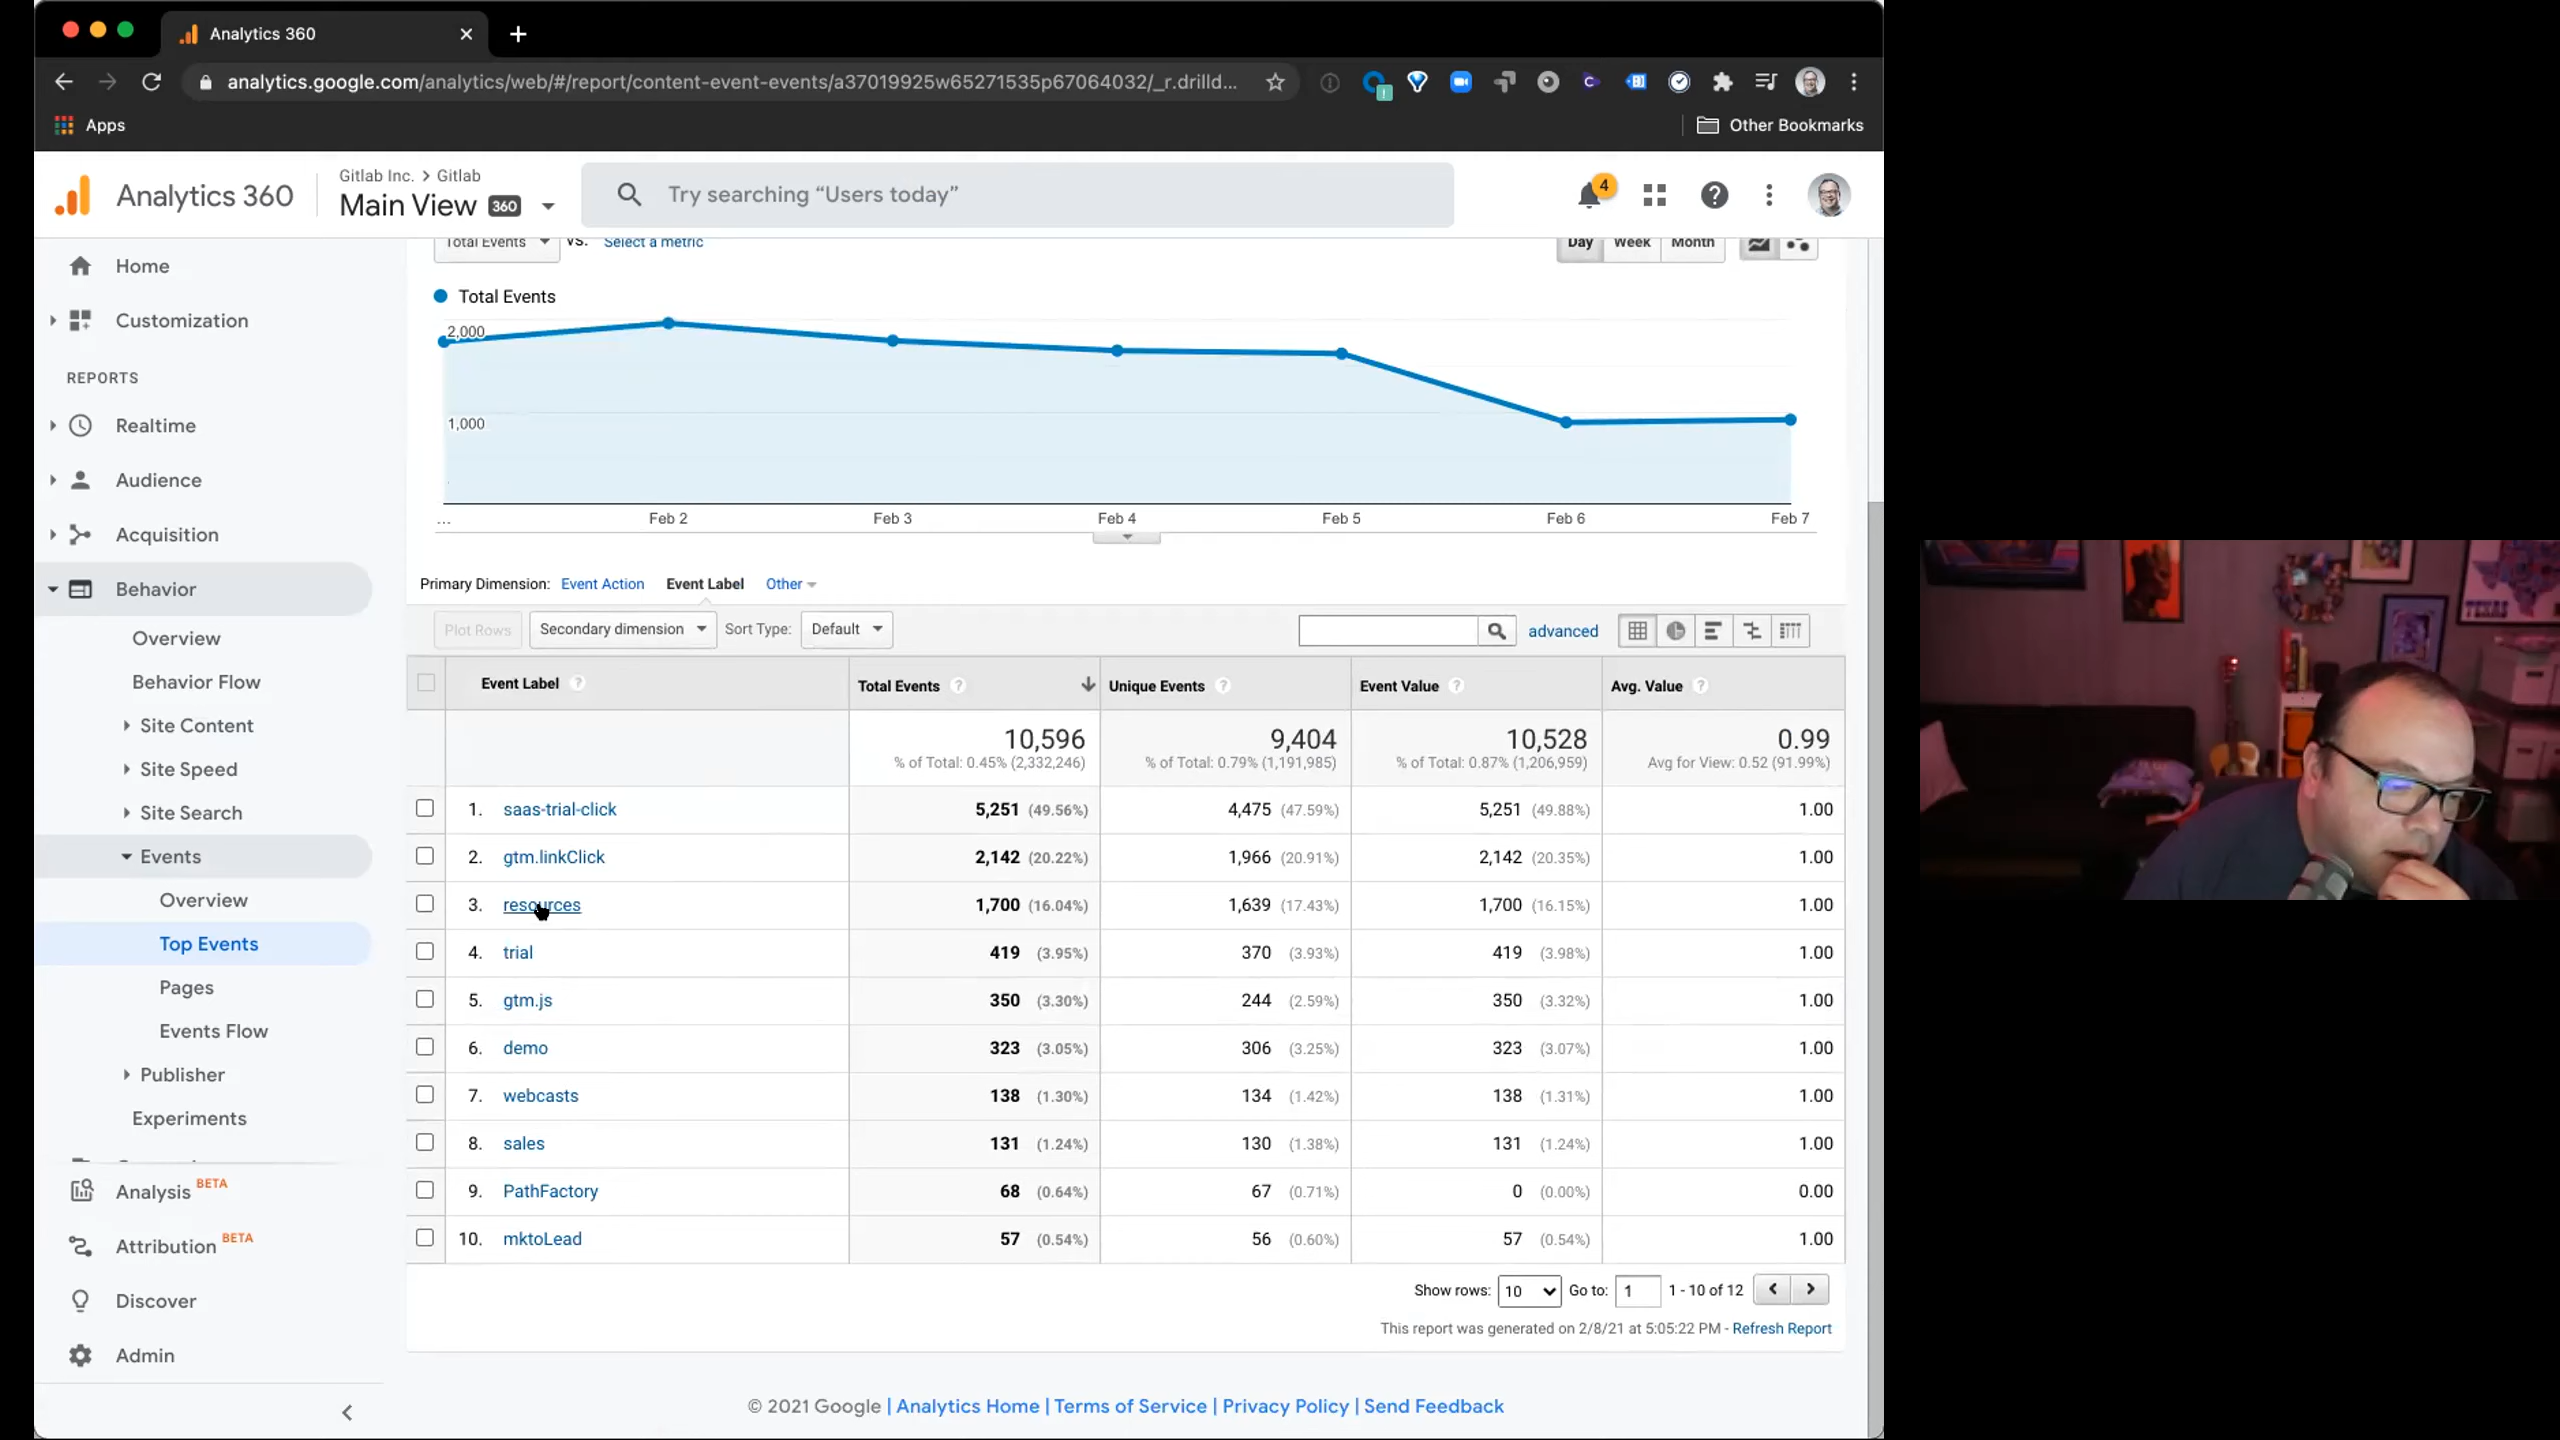 Analytics 360
analytics.google.com/analytics/web/#/report/content-event-events/a37019925w65271535p67064032/_r.drilld...
Apps
Other Bookmarks
Analytics 360
Gitlab Inc. > Gitlab
Main View 360
Try searching “Users today”
4
Home
Customization
REPORTS
Realtime
Audience
Acquisition
Behavior
Overview
Behavior Flow
Site Content
Site Speed
Site Search
Events
Overview
Top Events
Pages
Events Flow
Publisher
Experiments
Analysis BETA
Attribution BETA
Discover
Admin
Total Events VS. Select a metric
Day Week Month
Total Events
2,000
1,000
... Feb 2 Feb 3 Feb 4 Feb 5 Feb 6 Feb 7
Primary Dimension: Event Action Event Label Other
Plot Rows Secondary dimension Sort Type: Default advanced
Event Label ? Total Events ? Unique Events ? Event Value ? Avg. Value ?
10,596 9,404 10,528 0.99
% of Total: 0.45% (2,332,246) % of Total: 0.79% (1,191,985) % of Total: 0.87% (1,206,959) Avg for View: 0.52 (91.99%)
1. saas-trial-click 5,251 (49.56%) 4,475 (47.59%) 5,251 (49.88%) 1.00
2. gtm.linkClick 2,142 (20.22%) 1,966 (20.91%) 2,142 (20.35%) 1.00
3. resources 1,700 (16.04%) 1,639 (17.43%) 1,700 (16.15%) 1.00
4. trial 419 (3.95%) 370 (3.93%) 419 (3.98%) 1.00
5. gtm.js 350 (3.30%) 244 (2.59%) 350 (3.32%) 1.00
6. demo 323 (3.05%) 306 (3.25%) 323 (3.07%) 1.00
7. webcasts 138 (1.30%) 134 (1.42%) 138 (1.31%) 1.00
8. sales 131 (1.24%) 130 (1.38%) 131 (1.24%) 1.00
9. PathFactory 68 (0.64%) 67 (0.71%) 0 (0.00%) 0.00
10. mktoLead 57 (0.54%) 56 (0.60%) 57 (0.54%) 1.00
Show rows: 10 Go to: 1 1 - 10 of 12
This report was generated on 2/8/21 at 5:05:22 PM - Refresh Report
© 2021 Google | Analytics Home | Terms of Service | Privacy Policy | Send Feedback
TEXAS